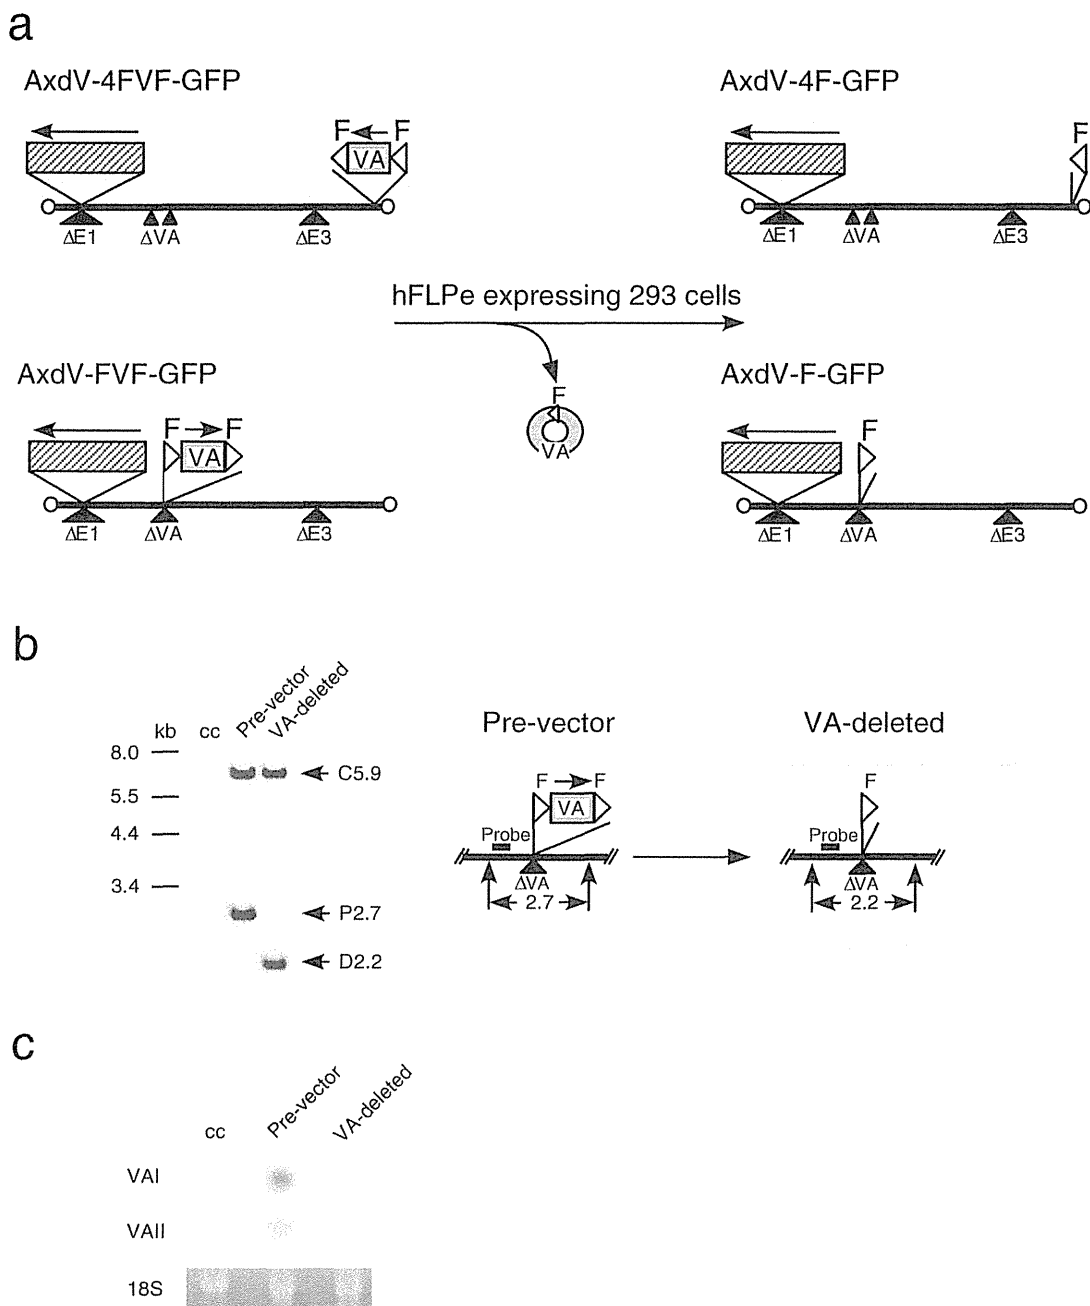 a
AxdV-4FVF-GFP
AxdV-4F-GFP
F F
F
VA
ΔE1 ΔVA ΔE3
ΔE1 ΔVA ΔE3
hFLPe expressing 293 cells
AxdV-FVF-GFP
AxdV-F-GFP
F
VA
F F
F
VA
ΔE1 ΔVA ΔE3
ΔE1 ΔVA ΔE3
b
kb cc Pre-vector VA-deleted
8.0
5.5
4.4
3.4
C5.9
P2.7
D2.2
Pre-vector
VA-deleted
F F
F
VA
Probe
Probe
ΔVA
ΔVA
2.7
2.2
c
cc Pre-vector VA-deleted
VAI
VAII
18S